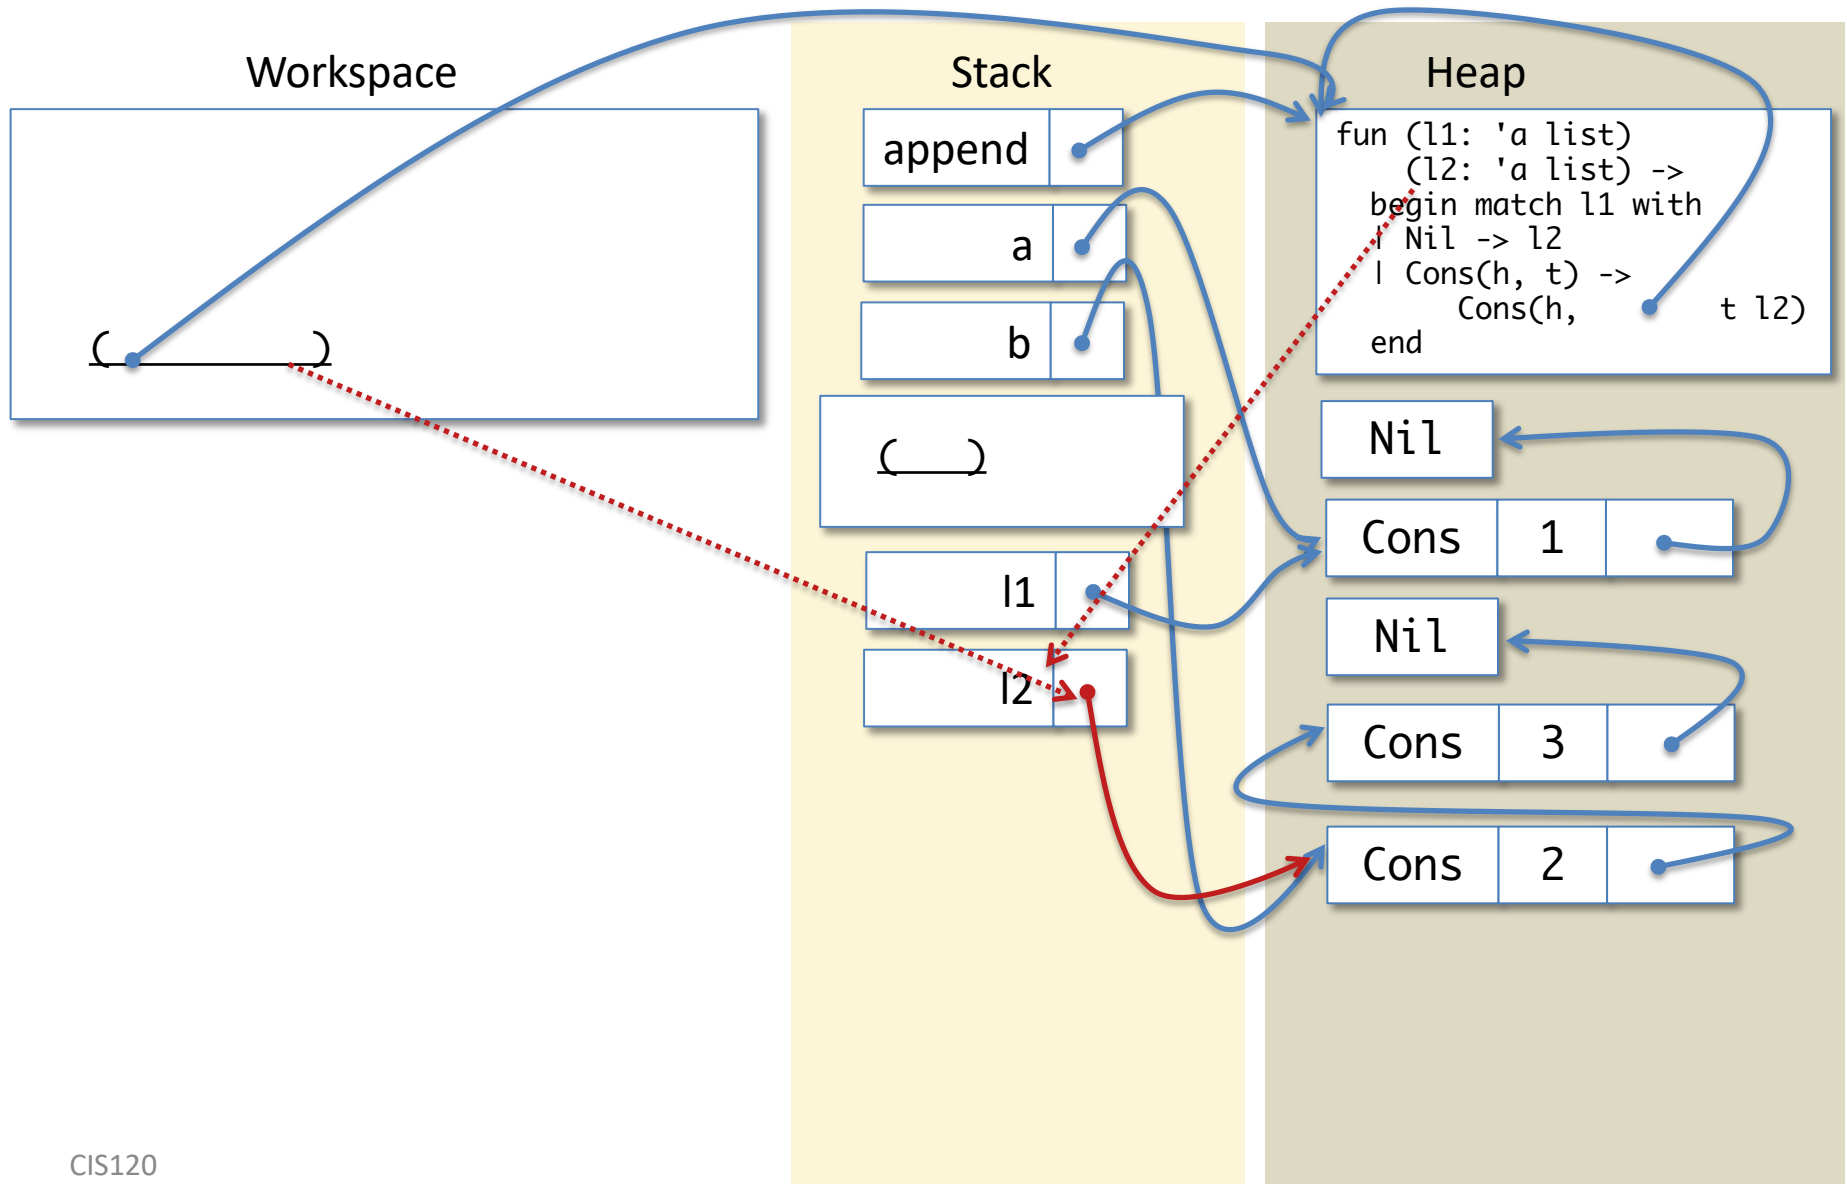 Workspace
Stack
Heap
(          )
append
a
b
(    )
l1
l2
fun (l1: 'a list)
(l2: 'a list) ->
begin match l1 with
| Nil -> l2
| Cons(h, t) ->
Cons(h,        t l2)
end
Nil
Cons 1
Nil
Cons 3
Cons 2
CIS120